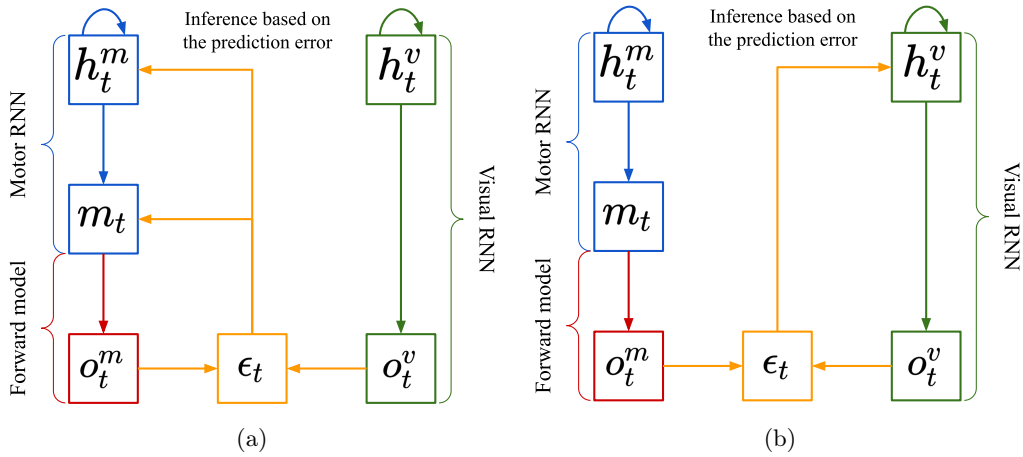 Inference based on
the prediction error
h_t^m
h_t^v
Motor RNN
m_t
Visual RNN
Forward model
o_t^m
ϵ_t
o_t^v
(a)
Inference based on
the prediction error
h_t^m
h_t^v
Motor RNN
m_t
Visual RNN
Forward model
o_t^m
ϵ_t
o_t^v
(b)